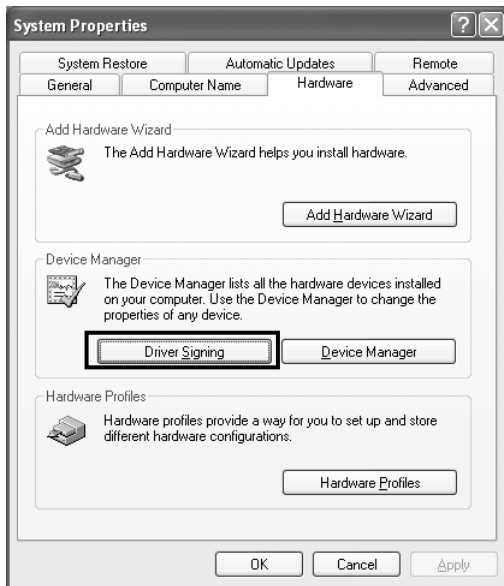 System Properties
System Restore Automatic Updates Remote
General Computer Name Hardware Advanced
Add Hardware Wizard
The Add Hardware Wizard helps you install hardware.
Add Hardware Wizard
Device Manager
The Device Manager lists all the hardware devices installed
on your computer. Use the Device Manager to change the
properties of any device.
Driver Signing Device Manager
Hardware Profiles
Hardware profiles provide a way for you to set up and store
different hardware configurations.
Hardware Profiles
OK Cancel Apply